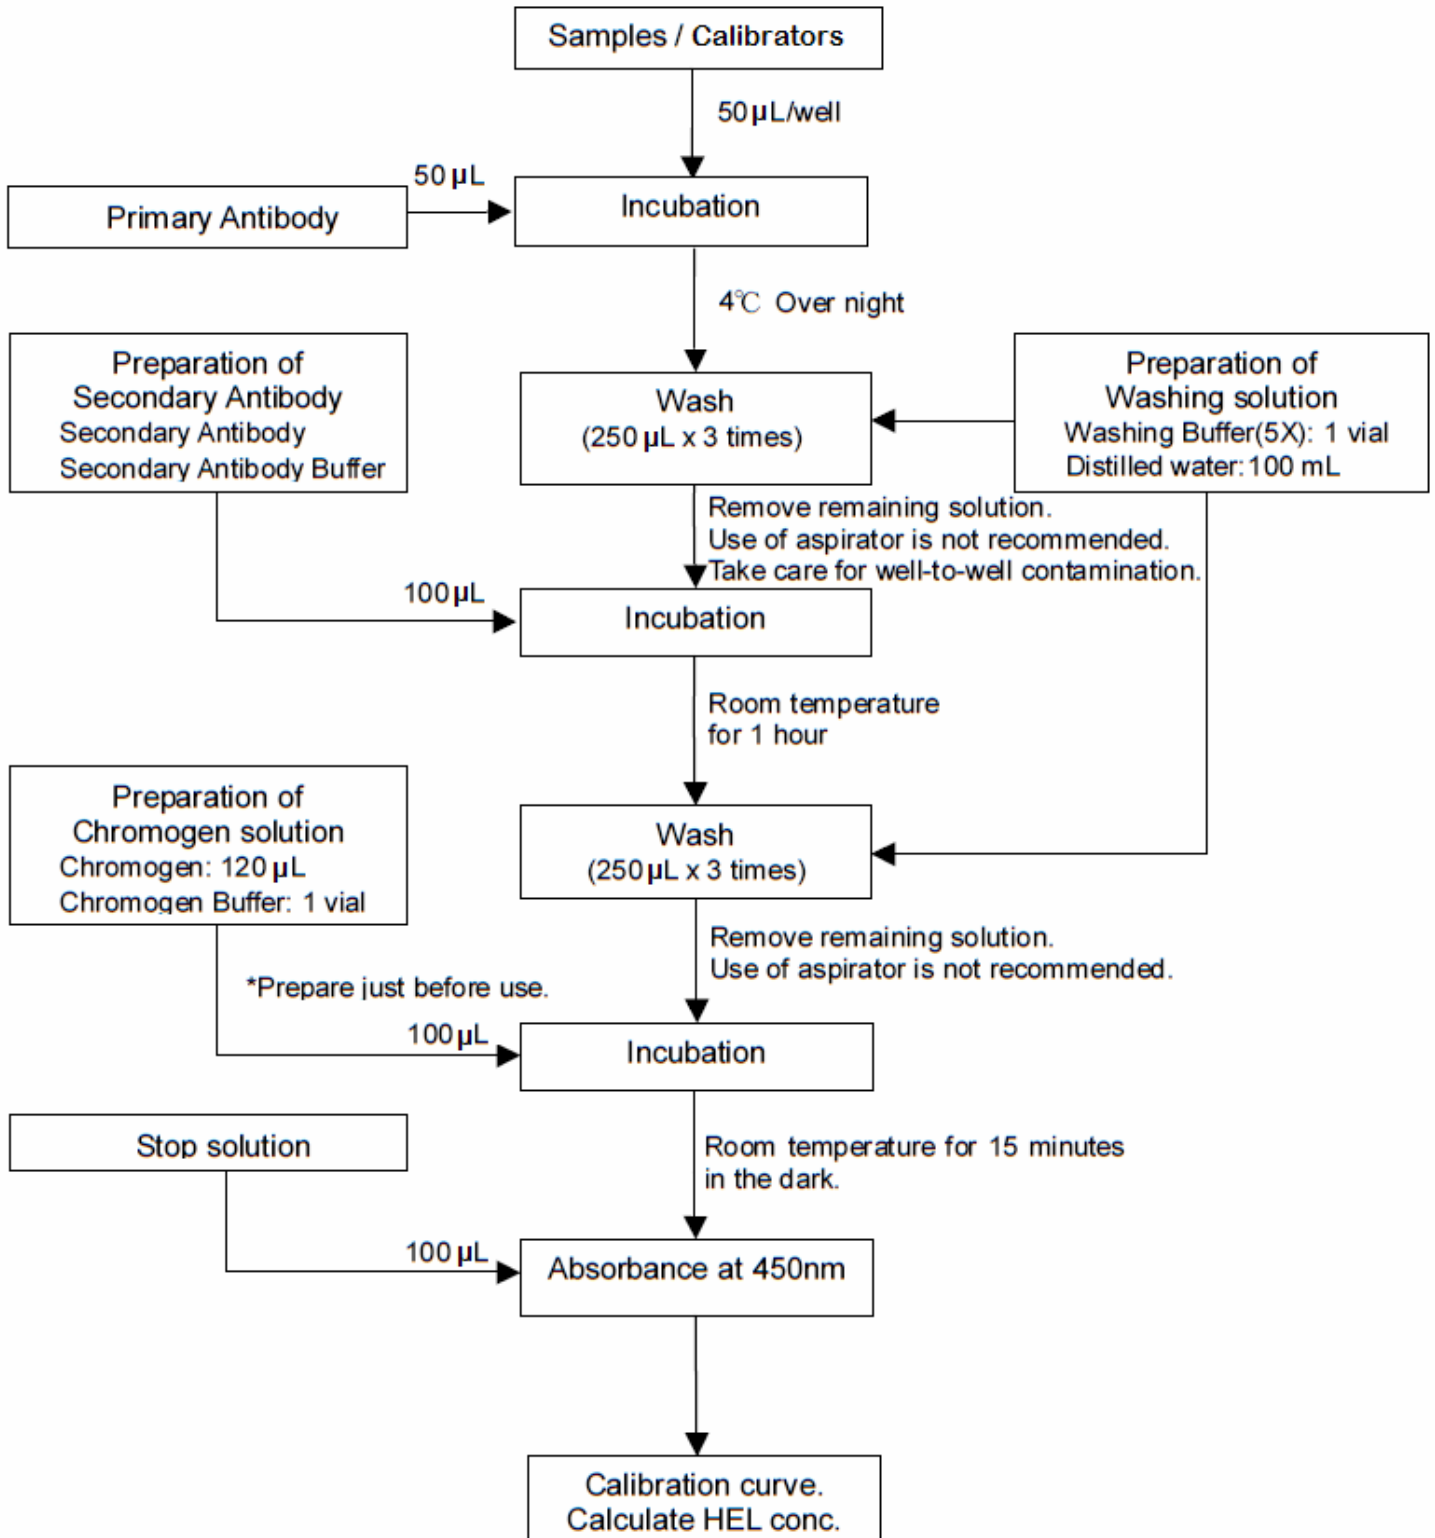 Samples / Calibrators
50μL/well
50μL
Primary Antibody
Incubation
4℃ Over night
Preparation of
Secondary Antibody
Secondary Antibody
Secondary Antibody Buffer
Wash
(250μL x 3 times)
Preparation of
Washing solution
Washing Buffer(5X): 1 vial
Distilled water:100 mL
Remove remaining solution.
Use of aspirator is not recommended.
Take care for well-to-well contamination.
100μL
Incubation
Room temperature
for 1 hour
Preparation of
Chromogen solution
Chromogen: 120μL
Chromogen Buffer: 1 vial
Wash
(250μL x 3 times)
Remove remaining solution.
Use of aspirator is not recommended.
*Prepare just before use.
100μL
Incubation
Stop solution
Room temperature for 15 minutes
in the dark.
100μL
Absorbance at 450nm
Calibration curve.
Calculate HEL conc.